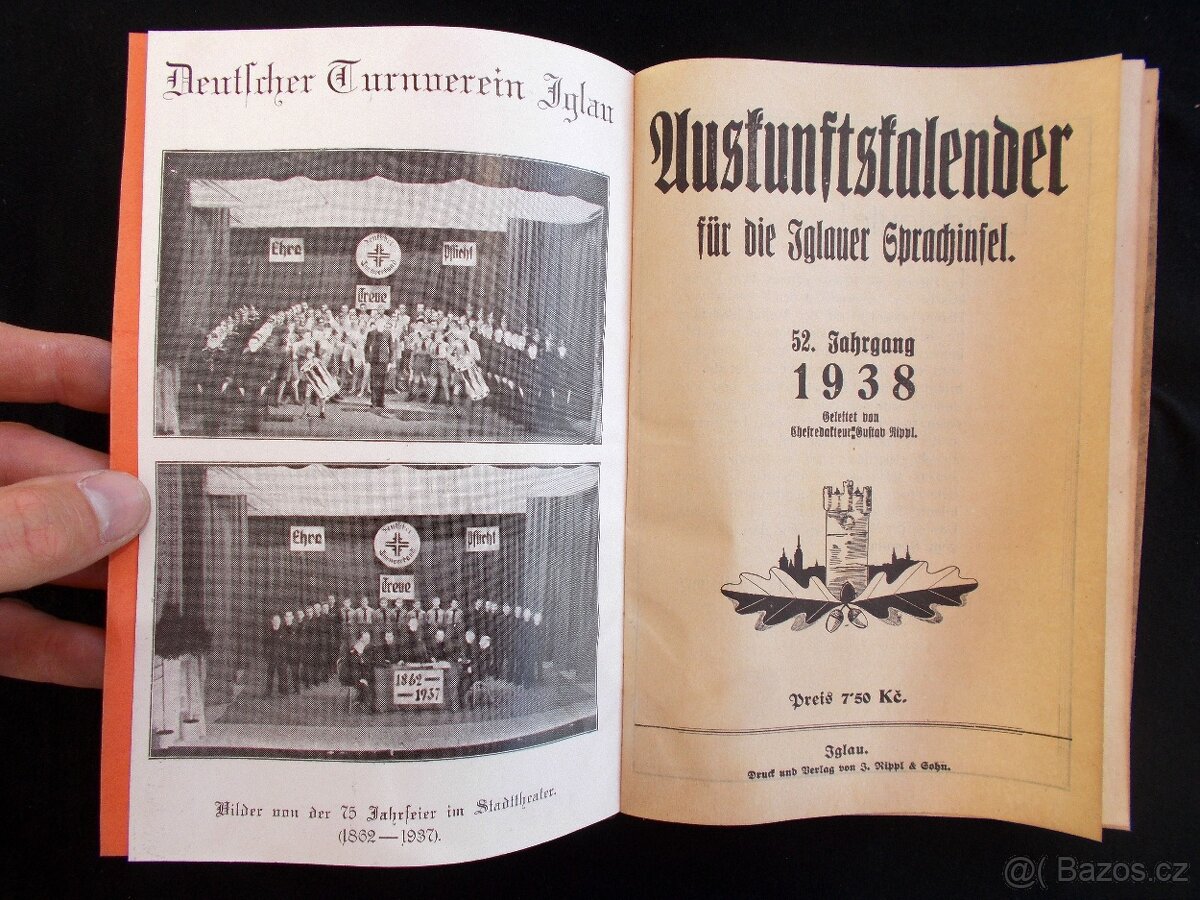 Deutscher Turnverein Iglau
Ehre
Pflicht
Treue
Ehre
Pflicht
Treue
1862 —
— 1937
Bilder von der 75 Jahrfeier im Stadttheater.
(1862—1937).
Auskunftskalender
für die Iglauer Sprachinsel.
52. Jahrgang
1938
Geleitet von
Chefredakteur Gustav Rippl.
Preis 7·50 Kč.
Iglau.
Druck und Verlag von J. Rippl & Sohn.
@( Bazos.cz